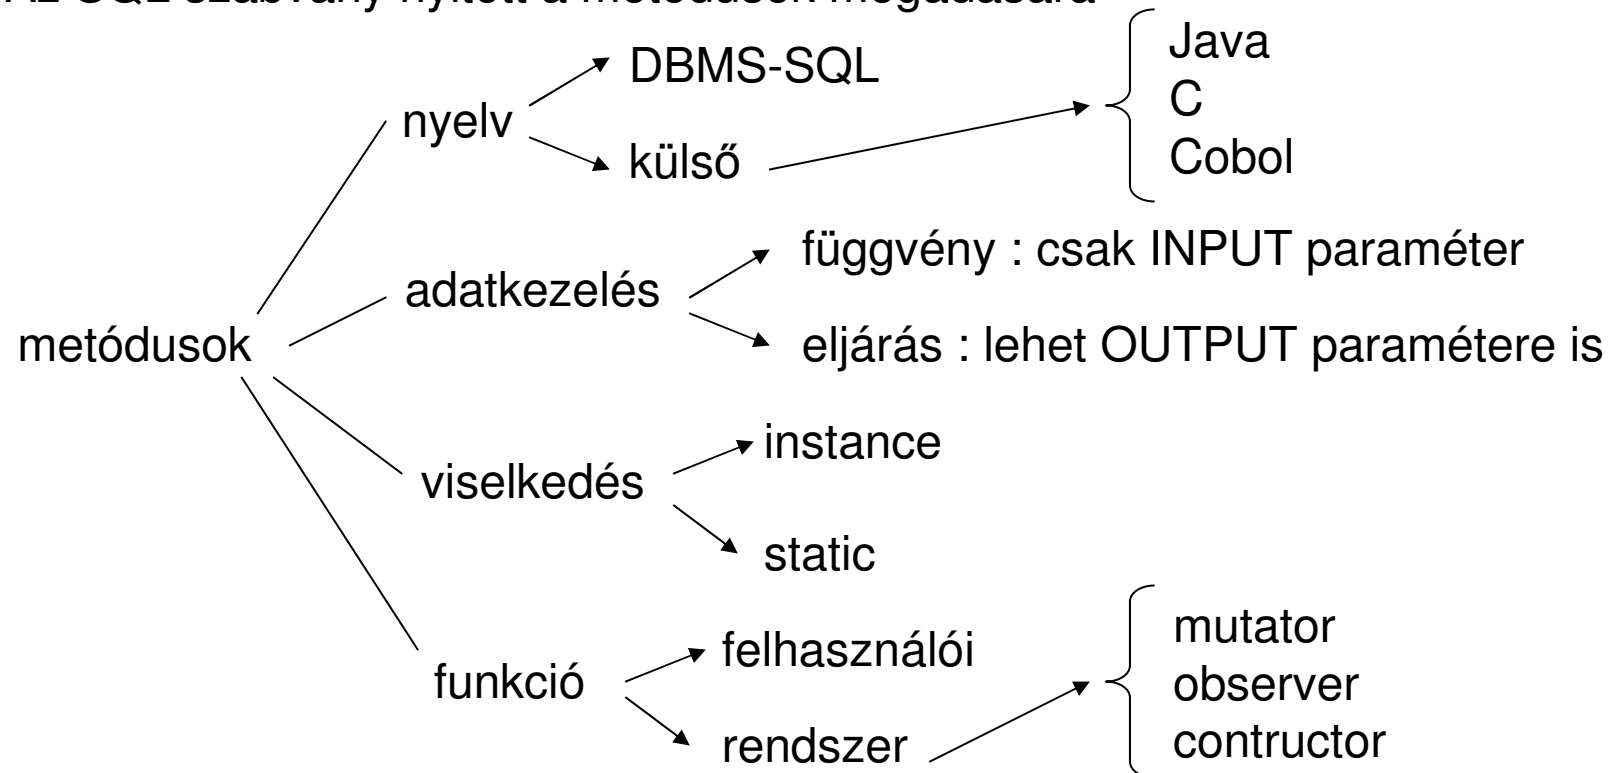 Az SQL szabvány nyitott a metódusok megadására
DBMS-SQL
nyelv
külső
Java
C
Cobol
adatkezelés
függvény : csak INPUT paraméter
eljárás : lehet OUTPUT paramétere is
metódusok
viselkedés
instance
static
funkció
felhasználói
rendszer
mutator
observer
contructor